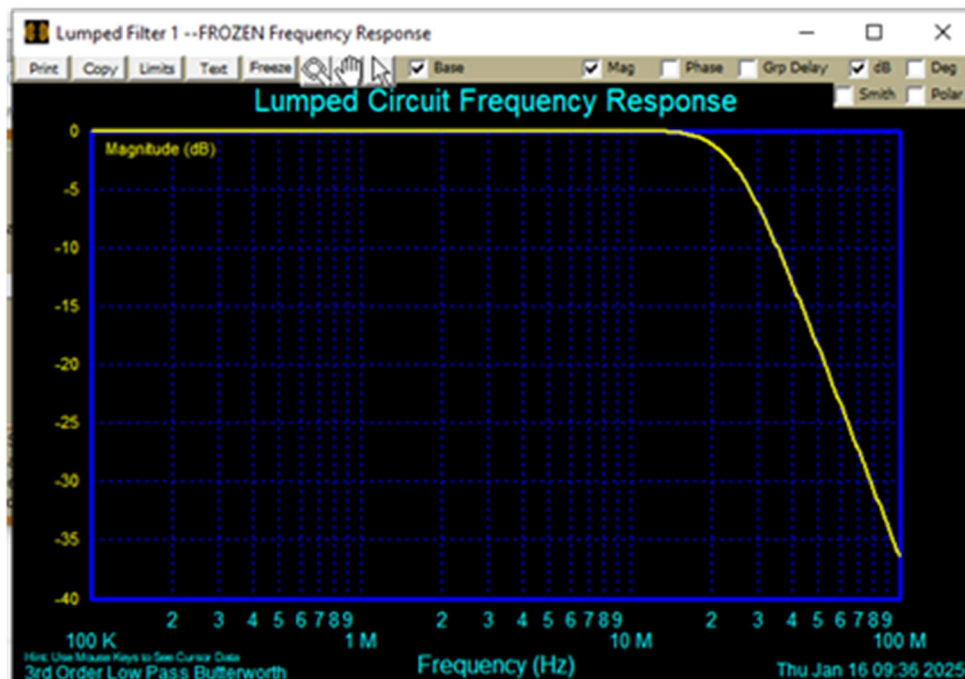 Lumped Filter 1 --FROZEN Frequency Response
Print Copy Limits Text Freeze Base Mag Phase Grp Delay dB Deg
Smith Polar
Lumped Circuit Frequency Response
Magnitude (dB)
0
-5
-10
-15
-20
-25
-30
-35
-40
2 3 4 5 6 7 8 9 2 3 4 5 6 7 8 9 2 3 4 5 6 7 8 9
100 K 1 M 10 M 100 M
Hint: Use Mouse Keys to See Cursor Data
Frequency (Hz)
3rd Order Low Pass Butterworth
Thu Jan 16 09:36 2025